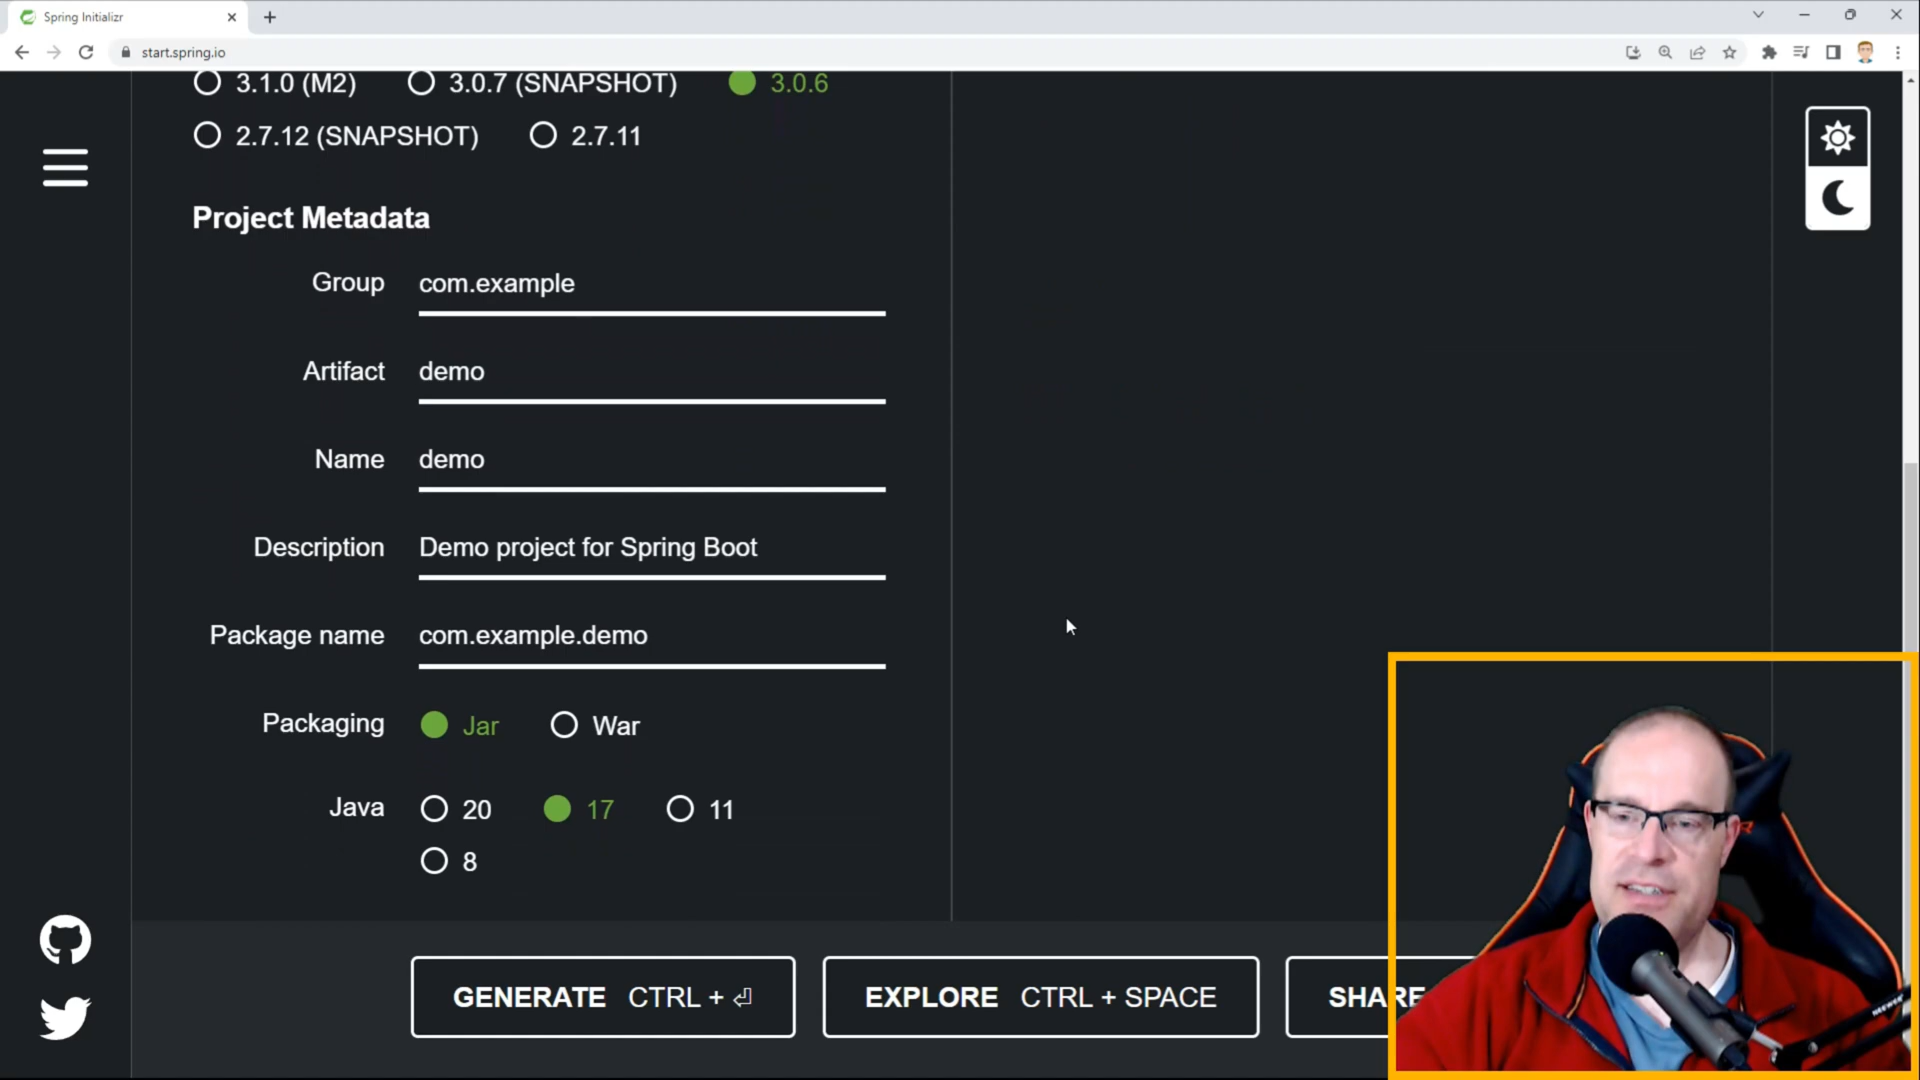 Spring Initializr
start.spring.io
3.1.0 (M2) 3.0.7 (SNAPSHOT) 3.0.6
2.7.12 (SNAPSHOT) 2.7.11
Project Metadata
Group com.example
Artifact demo
Name demo
Description Demo project for Spring Boot
Package name com.example.demo
Packaging Jar War
Java 20 17 11
8
GENERATE CTRL + ⏎ EXPLORE CTRL + SPACE SHARE
NEEWER